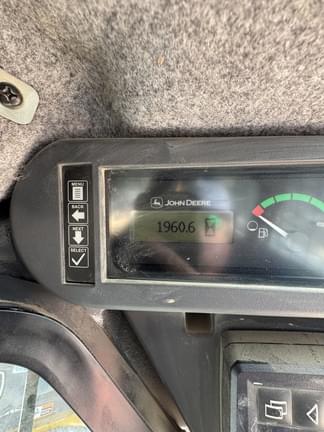 MENU
BACK
NEXT
SELECT
JOHN DEERE
1960.6